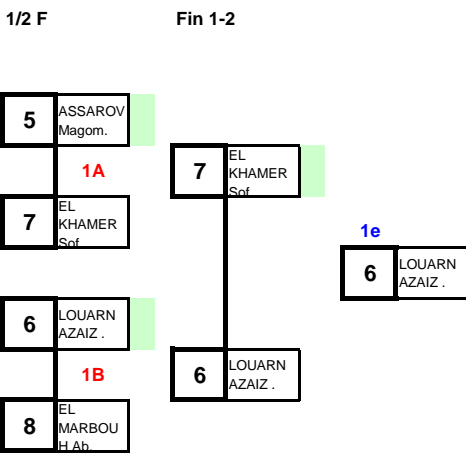 1/2 F
Fin 1-2
5
ASSAROV
Magom.
1A
7
EL
KHAMER
Sof
6
LOUARN
AZAIZ .
1B
8
EL
MARBOU
H Ab.
7
EL
KHAMER
Sof
6
LOUARN
AZAIZ .
1e
6
LOUARN
AZAIZ .